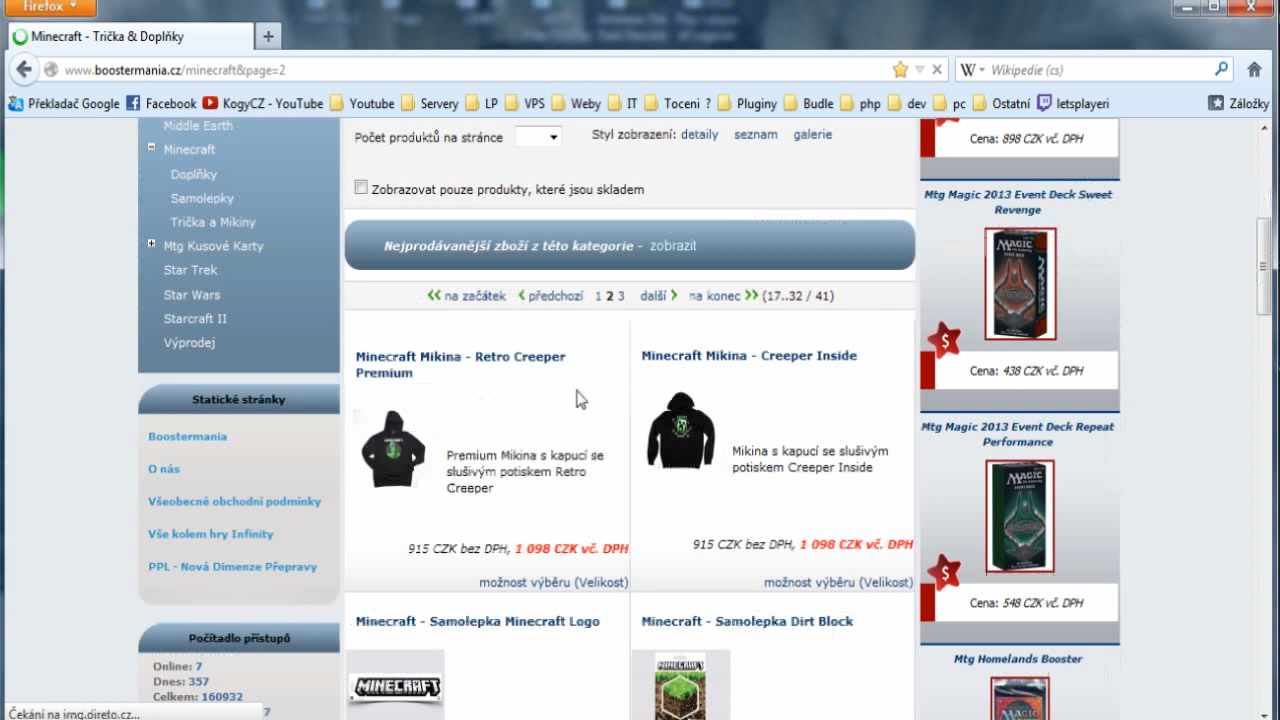 Firefox
Minecraft - Trička & Doplňky
www.boostermania.cz/minecraft&page=2
Wikipedie (cs)
Překladač Google
Facebook
KogyCZ - YouTube
Youtube
Servery
LP
VPS
Weby
IT
Toceni ?
Pluginy
Budle
php
dev
pc
Ostatní
letsplayeri
Záložky
Middle Earth
Minecraft
Doplňky
Samolepky
Trička a Mikiny
Mtg Kusové Karty
Star Trek
Star Wars
Starcraft II
Výprodej
Statické stránky
Boostermania
O nás
Všeobecné obchodní podmínky
Vše kolem hry Infinity
PPL - Nová Dimenze Přepravy
Počítadlo přístupů
Online: 7
Dnes: 357
Celkem: 160932
7
Čekání na img.direto.cz...
Počet produktů na stránce
Styl zobrazení: detaily seznam galerie
Zobrazovat pouze produkty, které jsou skladem
Nejprodávanější zboží z této kategorie - zobrazit
na začátek předchozí 1 2 3 další na konec (17..32 / 41)
Minecraft Mikina - Retro Creeper
Premium
Premium Mikina s kapucí se
slušivým potiskem Retro
Creeper
915 CZK bez DPH, 1 098 CZK vč. DPH
možnost výběru (Velikost)
Minecraft Mikina - Creeper Inside
Mikina s kapucí se slušivým
potiskem Creeper Inside
915 CZK bez DPH, 1 098 CZK vč. DPH
možnost výběru (Velikost)
Minecraft - Samolepka Minecraft Logo
MINECRAFT
Minecraft - Samolepka Dirt Block
MINECRAFT
Cena: 898 CZK vč. DPH
Mtg Magic 2013 Event Deck Sweet
Revenge
MAGIC
Cena: 438 CZK vč. DPH
Mtg Magic 2013 Event Deck Repeat
Performance
MAGIC
Cena: 548 CZK vč. DPH
Mtg Homelands Booster
MAGIC